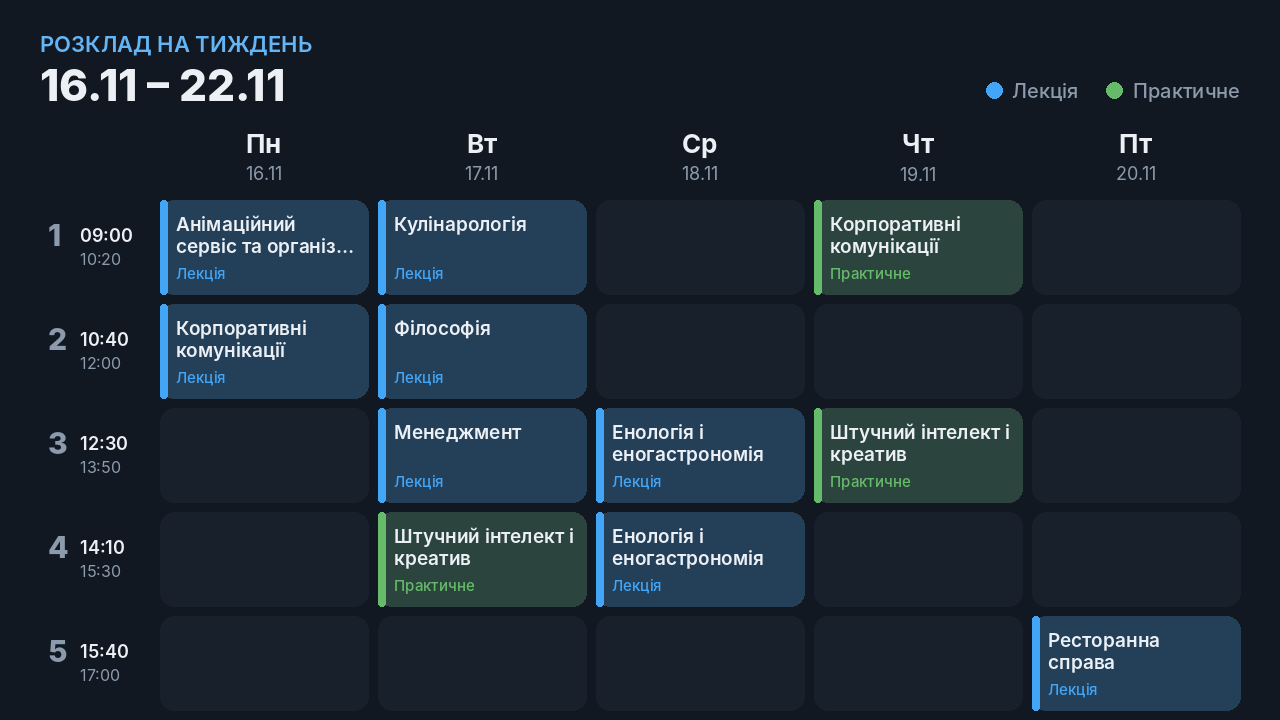 РОЗКЛАД НА ТИЖДЕНЬ
16.11 – 22.11
Лекція
Практичне
Пн
Вт
Ср
Чт
Пт
16.11
17.11
18.11
19.11
20.11
1
09:00
10:20
Анімаційний
сервіс та організ...
Лекція
Кулінарологія
Лекція
Корпоративні
комунікації
Практичне
2
10:40
12:00
Корпоративні
комунікації
Лекція
Філософія
Лекція
3
12:30
13:50
Менеджмент
Лекція
Енологія і
еногастрономія
Лекція
Штучний інтелект і
креатив
Практичне
4
14:10
15:30
Штучний інтелект і
креатив
Практичне
Енологія і
еногастрономія
Лекція
5
15:40
17:00
Ресторанна
справа
Лекція